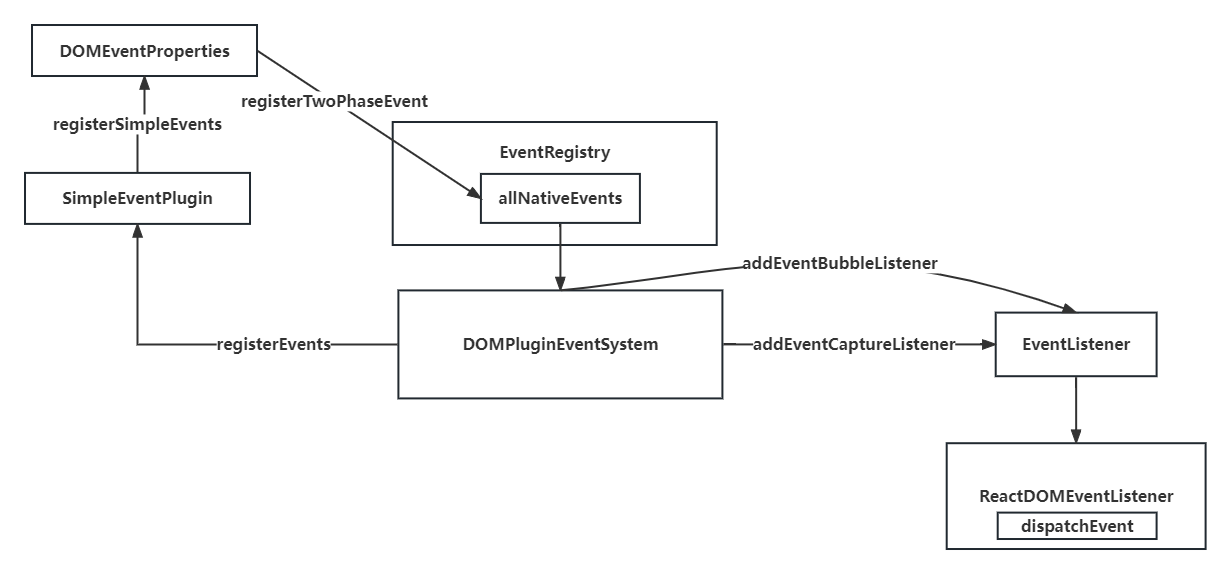 DOMEventProperties
registerTwoPhaseEvent
registerSimpleEvents
EventRegistry
SimpleEventPlugin
allNativeEvents
addEventBubbleListener
registerEvents
DOMPluginEventSystem
addEventCaptureListener
EventListener
ReactDOMEventListener
dispatchEvent